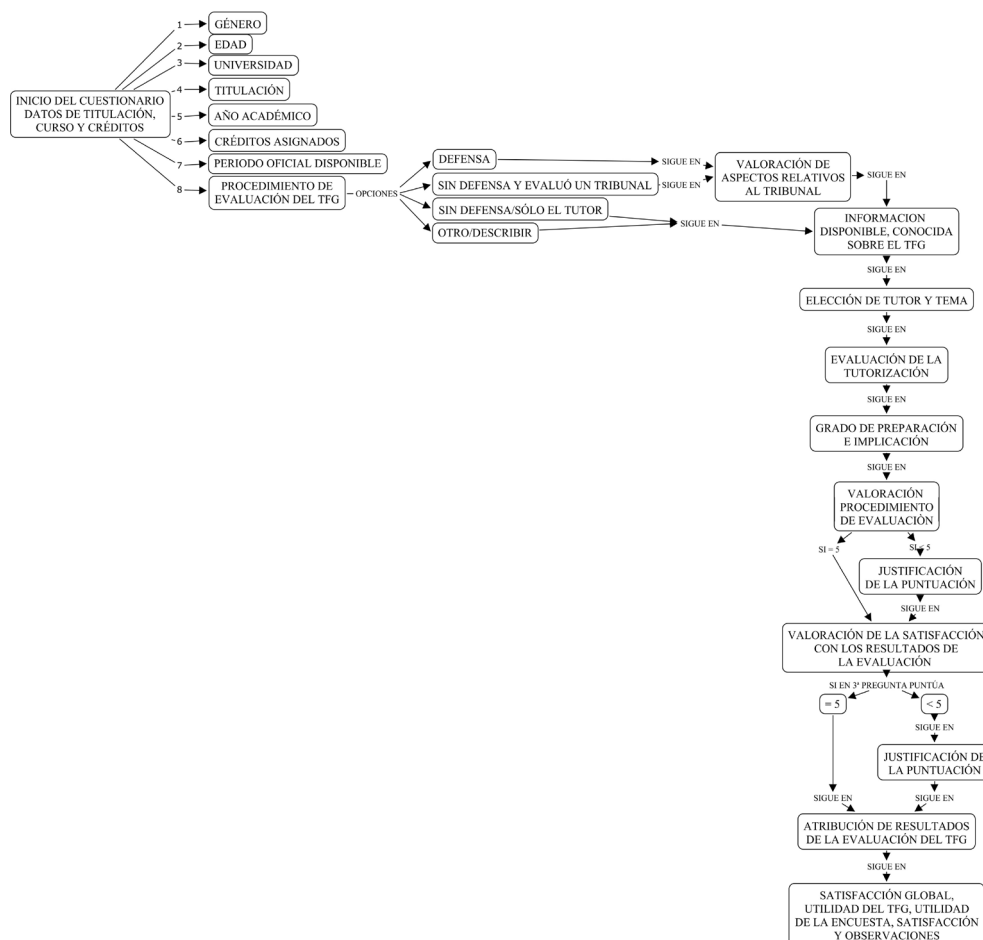 1
GÉNERO
2
EDAD
3
UNIVERSIDAD
INICIO DEL CUESTIONARIO
DATOS DE TITULACIÓN,
CURSO Y CRÉDITOS
4
TITULACIÓN
5
AÑO ACADÉMICO
6
CRÉDITOS ASIGNADOS
7
PERIODO OFICIAL DISPONIBLE
8
PROCEDIMIENTO DE
EVALUACIÓN DEL TFG
OPCIONES
DEFENSA
SIGUE EN
SIN DEFENSA Y EVALUÓ UN TRIBUNAL
SIGUE EN
SIN DEFENSA/SÓLO EL TUTOR
OTRO/DESCRIBIR
SIGUE EN
VALORACIÓN DE
ASPECTOS RELATIVOS
AL TRIBUNAL
SIGUE EN
INFORMACION
DISPONIBLE, CONOCIDA
SOBRE EL TFG
SIGUE EN
ELECCIÓN DE TUTOR Y TEMA
SIGUE EN
EVALUACIÓN DE LA
TUTORIZACIÓN
SIGUE EN
GRADO DE PREPARACIÓN
E IMPLICACIÓN
SIGUE EN
VALORACIÓN
PROCEDIMIENTO
DE EVALUACIÒN
SI = 5
SI < 5
JUSTIFICACIÓN
DE LA PUNTUACIÓN
SIGUE EN
VALORACIÓN DE LA SATISFACCIÓN
CON LOS RESULTADOS DE
LA EVALUACIÓN
SI EN 3ª PREGUNTA PUNTÚA
= 5
< 5
SIGUE EN
JUSTIFICACIÓN DE
LA PUNTUACIÓN
SIGUE EN
SIGUE EN
ATRIBUCIÓN DE RESULTADOS
DE LA EVALUACIÓN DEL TFG
SIGUE EN
SATISFACCIÓN GLOBAL,
UTILIDAD DEL TFG, UTILIDAD
DE LA ENCUESTA, SATISFACCIÓN
Y OBSERVACIONES